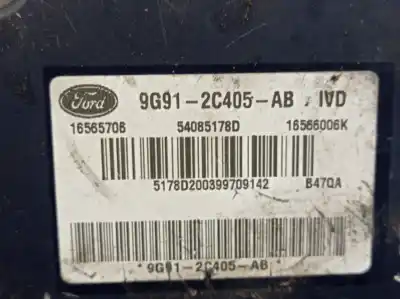 Ford 9G91-2C405-AB / IVD
16565706 54085178D 16566006K
5178D200399709142 B47QA
*9G91-2C405-AB*